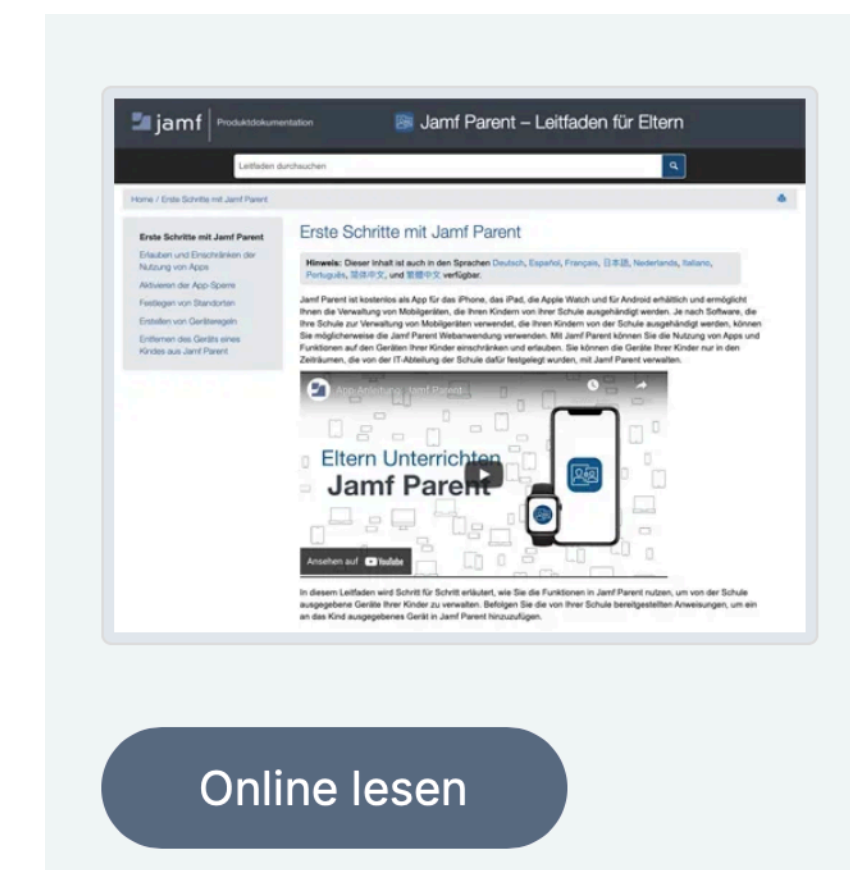 jamf
Produktdokumentation
Jamf Parent – Leitfaden für Eltern
Leitfaden durchsuchen
Home / Erste Schritte mit Jamf Parent
Erste Schritte mit Jamf Parent
Erlauben und Einschränken der
Nutzung von Apps
Aktivieren der App-Sperre
Festlegen von Standorten
Erstellen von Geräteregeln
Entfernen des Geräts eines
Kindes aus Jamf Parent
Erste Schritte mit Jamf Parent
Hinweis: Dieser Inhalt ist auch in den Sprachen Deutsch, Español, Français, 日本語, Nederlands, Italiano,
Português, 简体中文, und 繁體中文 verfügbar.
Jamf Parent ist kostenlos als App für das iPhone, das iPad, die Apple Watch und für Android erhältlich und ermöglicht
Ihnen die Verwaltung von Mobilgeräten, die Ihren Kindern von ihrer Schule ausgehändigt werden. Je nach Software, die
Ihre Schule zur Verwaltung von Mobilgeräten verwendet, die Ihren Kindern von der Schule ausgehändigt werden, können
Sie möglicherweise die Jamf Parent Webanwendung verwenden. Mit Jamf Parent können Sie die Nutzung von Apps und
Funktionen auf den Geräten Ihrer Kinder einschränken und erlauben. Sie können die Geräte Ihrer Kinder nur in den
Zeiträumen, die von der IT-Abteilung der Schule dafür festgelegt wurden, mit Jamf Parent verwalten.
App-Anleitung: Jamf Parent
Eltern Unterrichten
Jamf Parent
Ansehen auf YouTube
In diesem Leitfaden wird Schritt für Schritt erläutert, wie Sie die Funktionen in Jamf Parent nutzen, um von der Schule
ausgegebene Geräte Ihrer Kinder zu verwalten. Befolgen Sie die von Ihrer Schule bereitgestellten Anweisungen, um ein
an das Kind ausgegebenes Gerät in Jamf Parent hinzuzufügen.
Online lesen